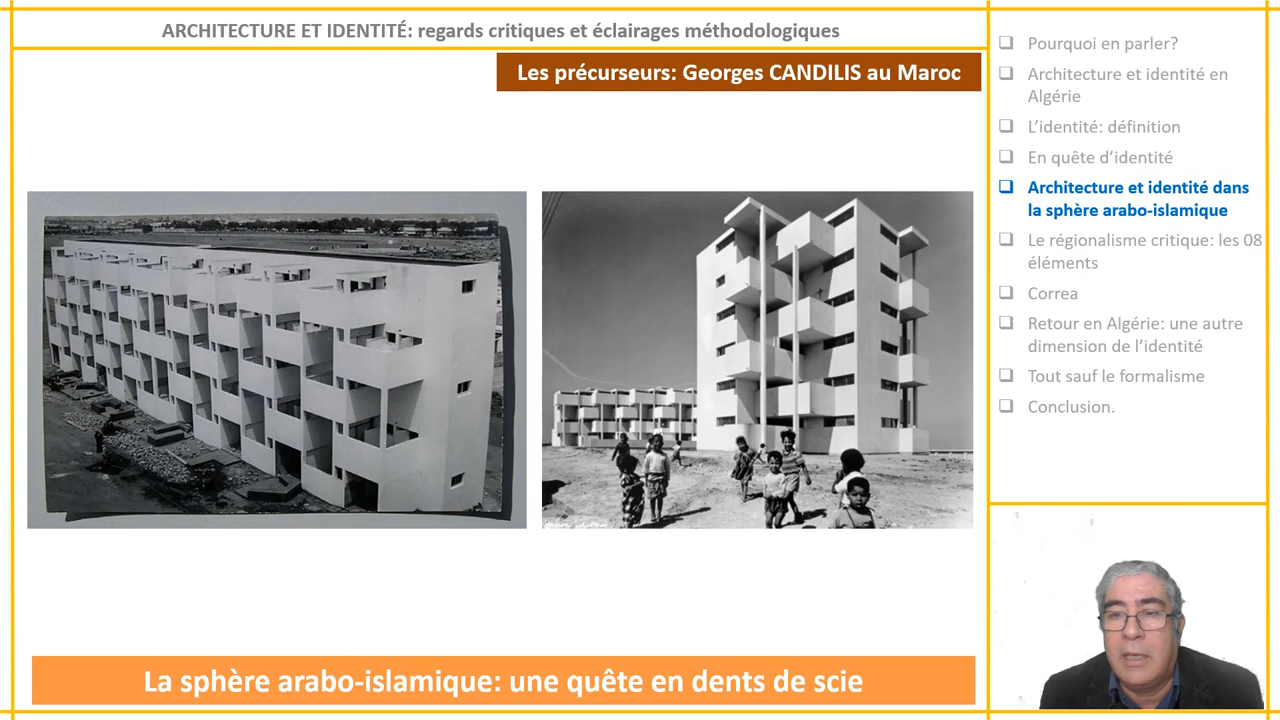 ARCHITECTURE ET IDENTITÉ: regards critiques et éclairages méthodologiques
Les précurseurs: Georges CANDILIS au Maroc
Pourquoi en parler?
Architecture et identité en
Algérie
L'identité: définition
En quête d'identité
Architecture et identité dans
la sphère arabo-islamique
Le régionalisme critique: les 08
éléments
Correa
Retour en Algérie: une autre
dimension de l'identité
Tout sauf le formalisme
Conclusion.
La sphère arabo-islamique: une quête en dents de scie